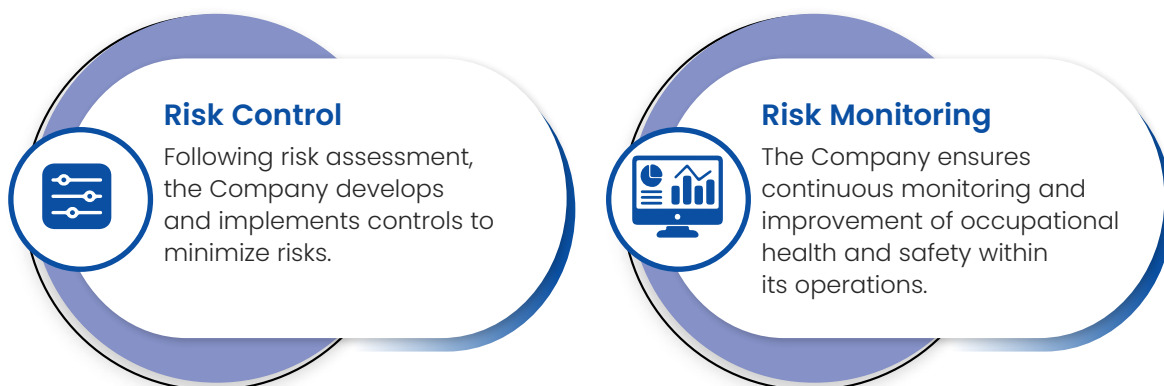 Risk Control
Following risk assessment,
the Company develops
and implements controls to
minimize risks.
Risk Monitoring
The Company ensures
continuous monitoring and
improvement of occupational
health and safety within
its operations.